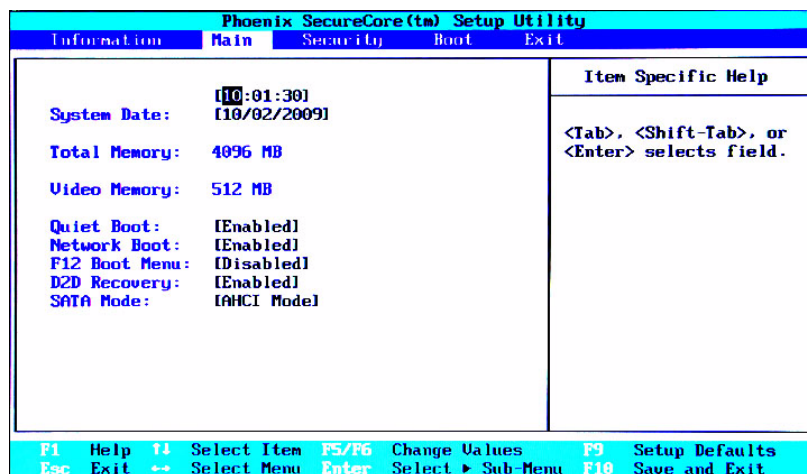 Phoenix SecureCore(tm) Setup Utility
Information Main Security Boot Exit
Item Specific Help
[10:01:30]
System Date: [10/02/2009]
<Tab>, <Shift-Tab>, or
<Enter> selects field.
Total Memory: 4096 MB
Video Memory: 512 MB
Quiet Boot: [Enabled]
Network Boot: [Enabled]
F12 Boot Menu: [Disabled]
D2D Recovery: [Enabled]
SATA Mode: [AHCI Mode]
F1 Help ↑↓ Select Item F5/F6 Change Values F9 Setup Defaults
Esc Exit ↔ Select Menu Enter Select ▶ Sub-Menu F10 Save and Exit